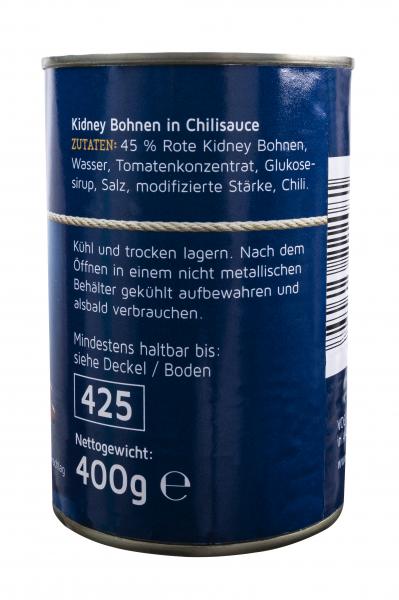 Kidney Bohnen in Chilisauce
ZUTATEN: 45 % Rote Kidney Bohnen,
Wasser, Tomatenkonzentrat, Glukose-
sirup, Salz, modifizierte Stärke, Chili.
Kühl und trocken lagern. Nach dem
Öffnen in einem nicht metallischen
Behälter gekühlt aufbewahren und
alsbald verbrauchen.
Mindestens haltbar bis:
siehe Deckel / Boden
425
Nettogewicht:
400g ℮